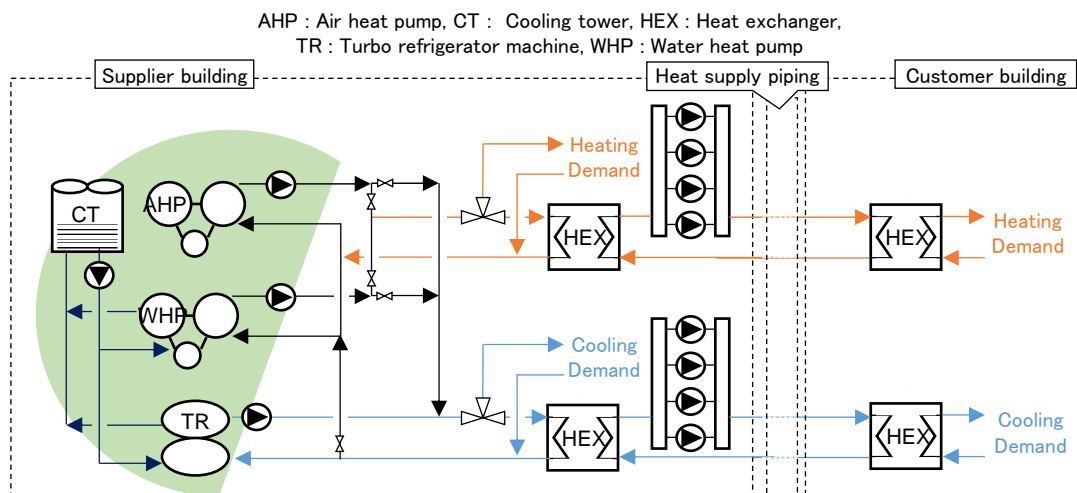 AHP : Air heat pump, CT : Cooling tower, HEX : Heat exchanger,
TR : Turbo refrigerator machine, WHP : Water heat pump
Supplier building
Heat supply piping
Customer building
Heating
Demand
CT
AHP
HEX
HEX
Heating
Demand
WHP
Cooling
Demand
TR
HEX
HEX
Cooling
Demand